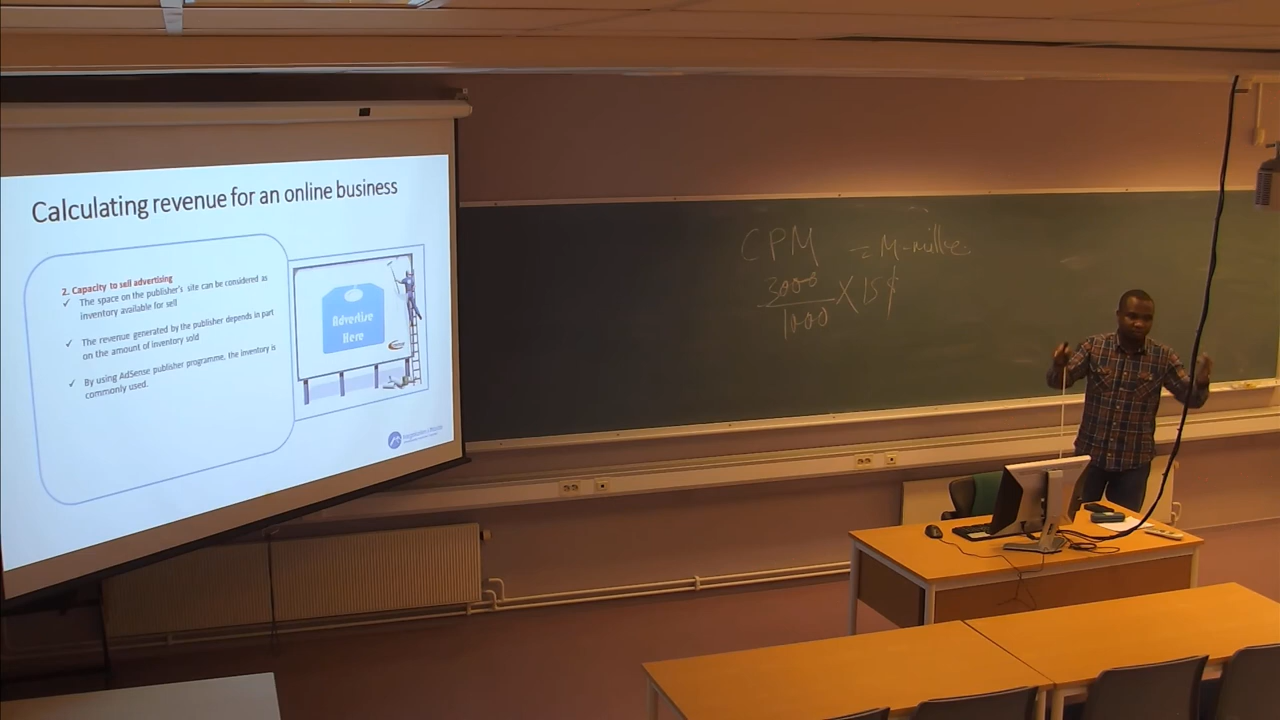 Calculating revenue for an online business
2. Capacity to sell advertising
✓ The space on the publisher's site can be considered as
inventory available for sell
✓ The revenue generated by the publisher depends in part
on the amount of inventory sold
✓ By using AdSense publisher programme, the inventory is
commonly used.
Advertise
Here
CPM = M-mille
3000
1000
X 15 ¢